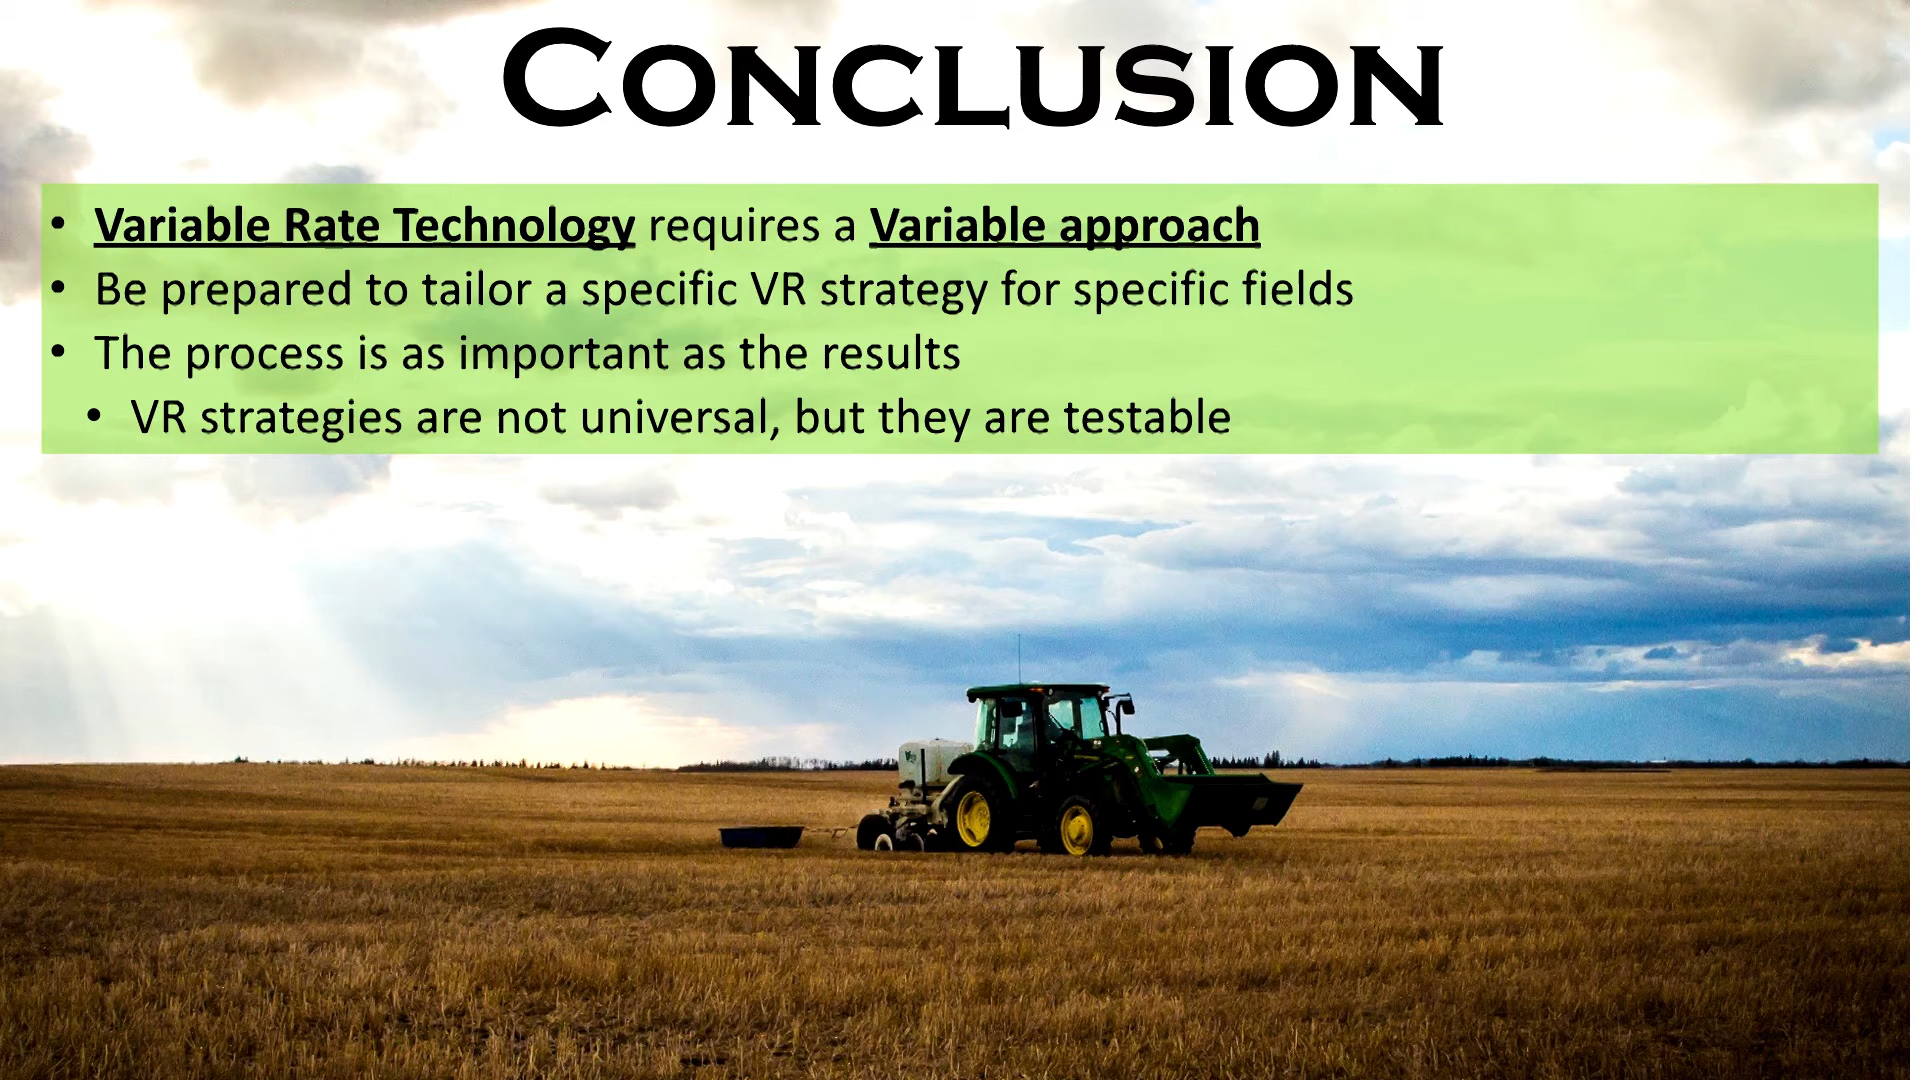 CONCLUSION
• Variable Rate Technology requires a Variable approach
• Be prepared to tailor a specific VR strategy for specific fields
• The process is as important as the results
• VR strategies are not universal, but they are testable